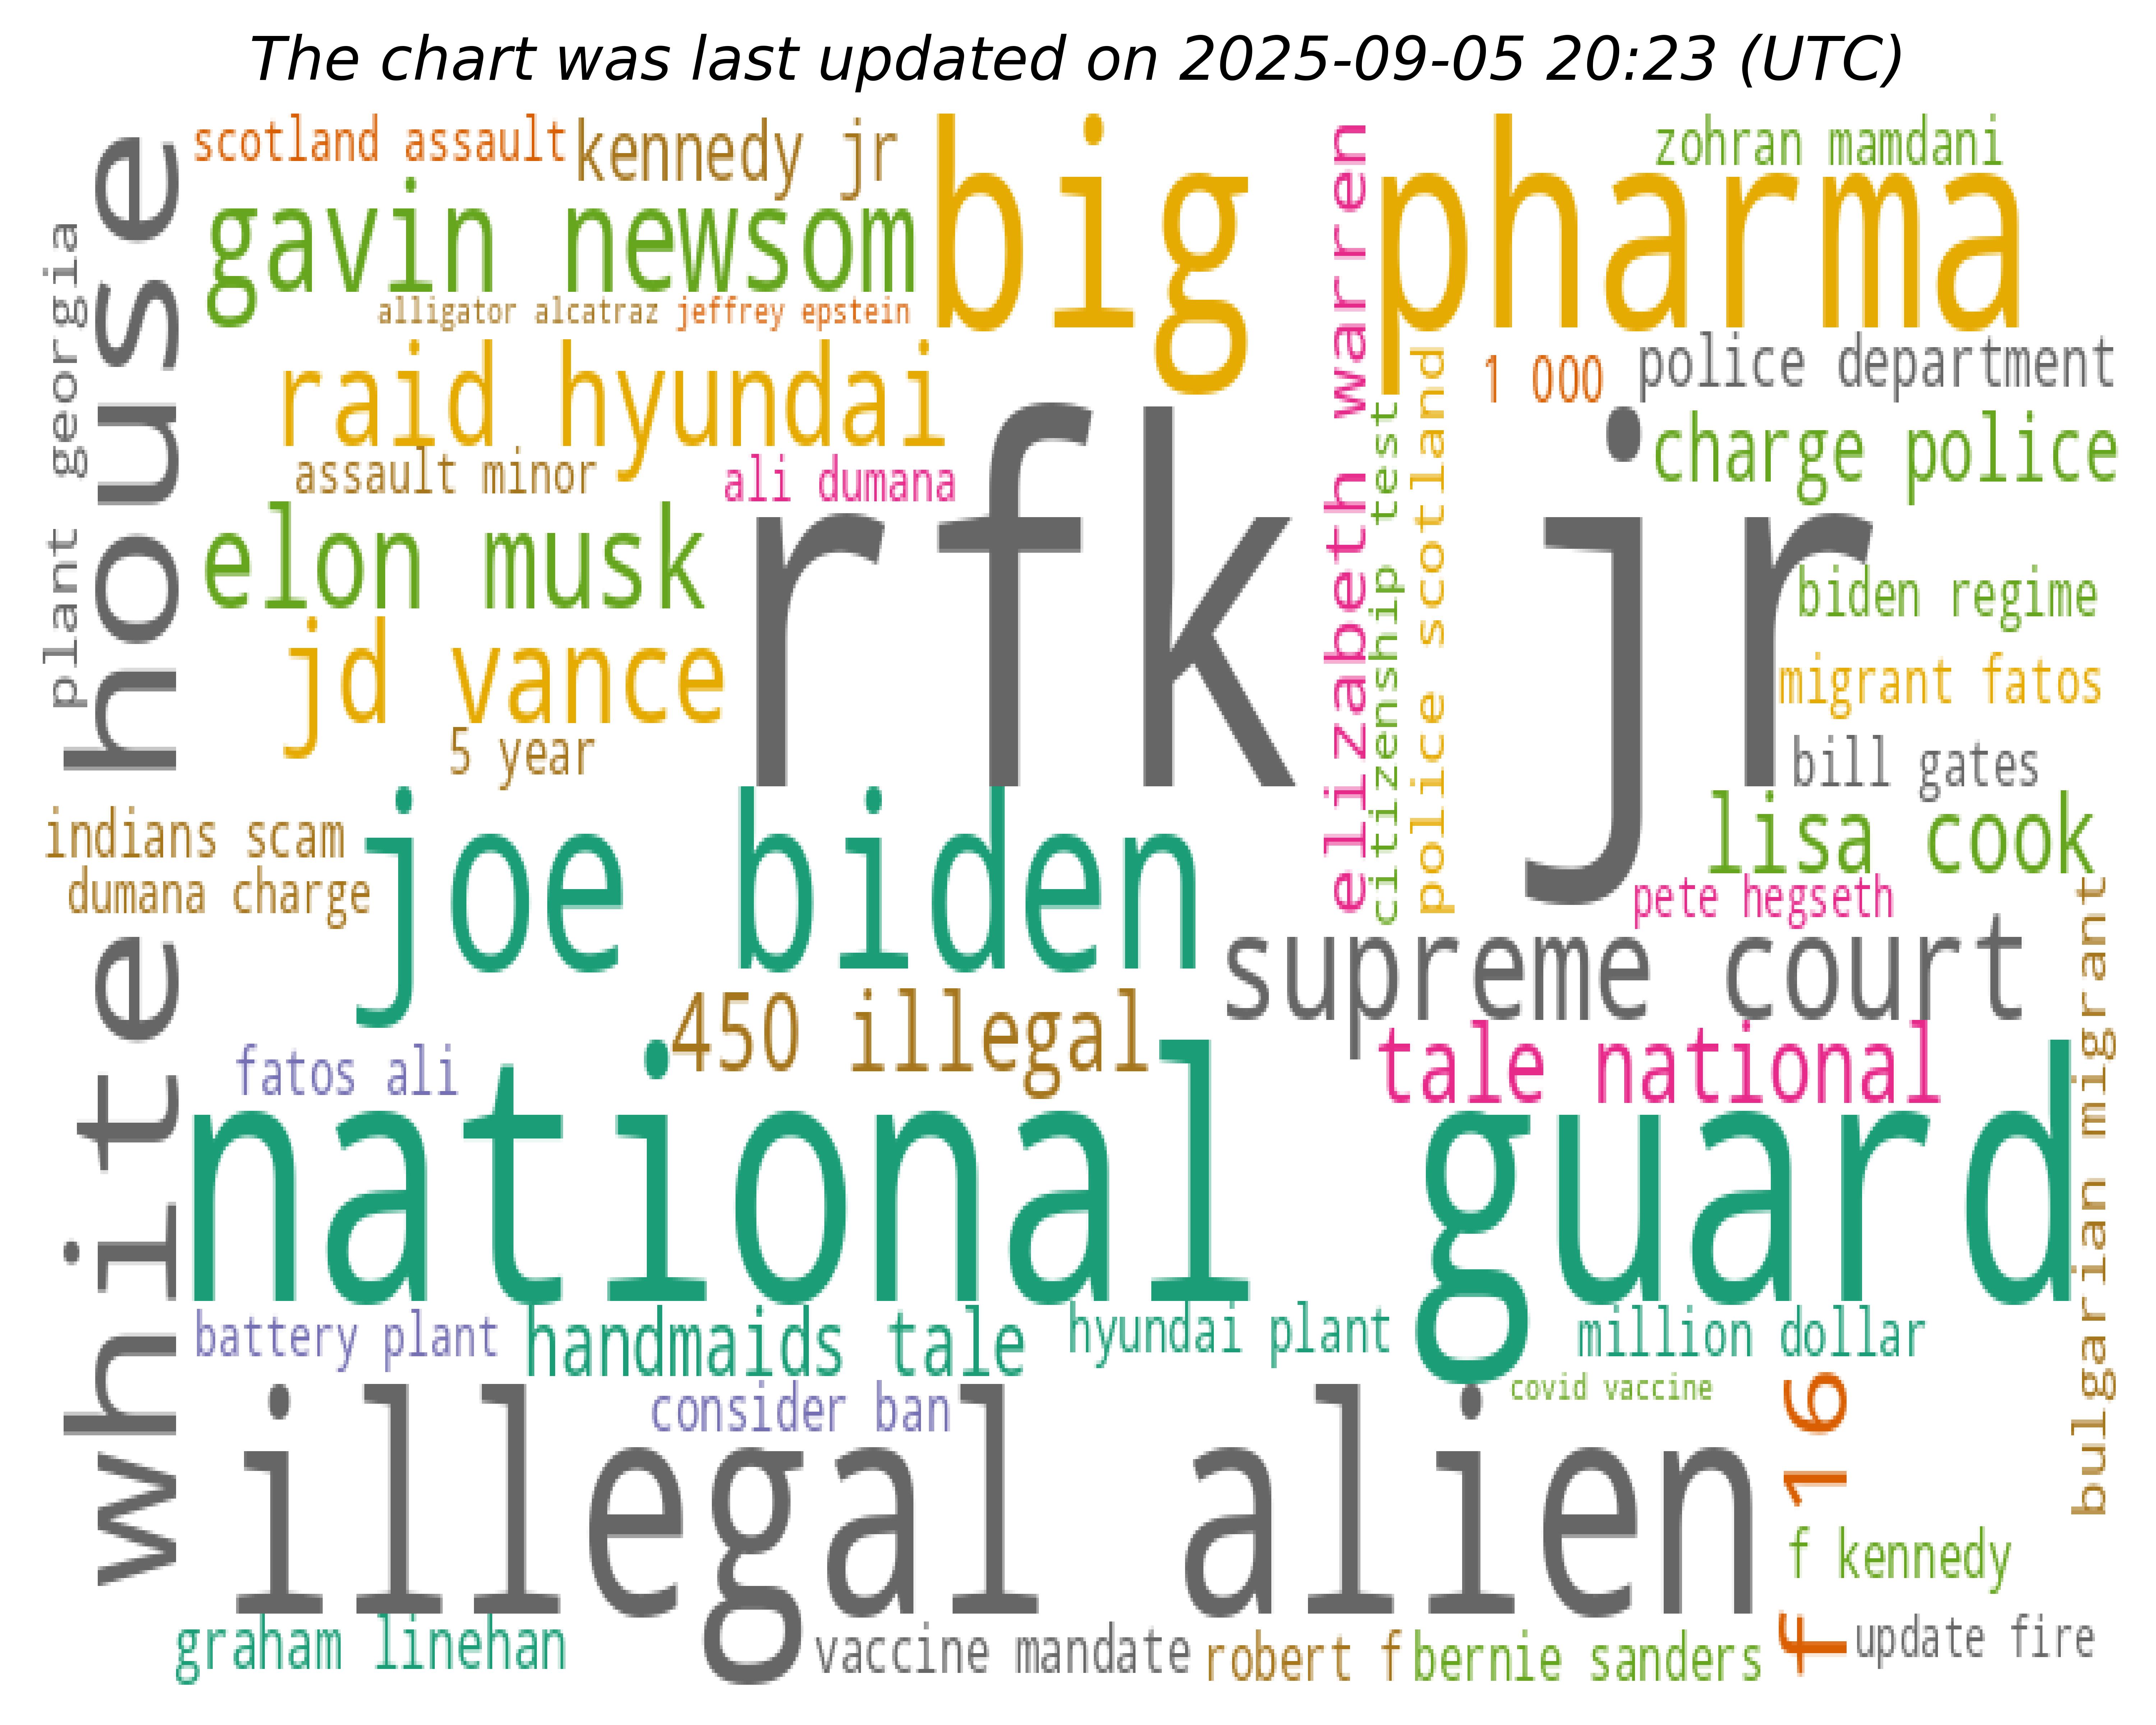 The chart was last updated on 2025-09-05 20:23 (UTC)
scotland assault
kennedy jr
big pharma
zohran mamdani
gavin newsom
alligator alcatraz
jeffrey epstein
elizabeth warren
white house
plant georgia
raid hyundai
1 000
police department
charge police
assault minor
ali dumana
rfk jr
citizenship test
police scotland
elon musk
biden regime
jd vance
migrant fatos
5 year
bill gates
indians scam
joe biden
lisa cook
dumana charge
pete hegseth
supreme court
450 illegal
tale national
fatos ali
national guard
bulgarian migrant
battery plant
handmaids tale
hyundai plant
million dollar
consider ban
covid vaccine
illegal alien
f 16
f kennedy
graham linehan
vaccine mandate
robert f
bernie sanders
update fire